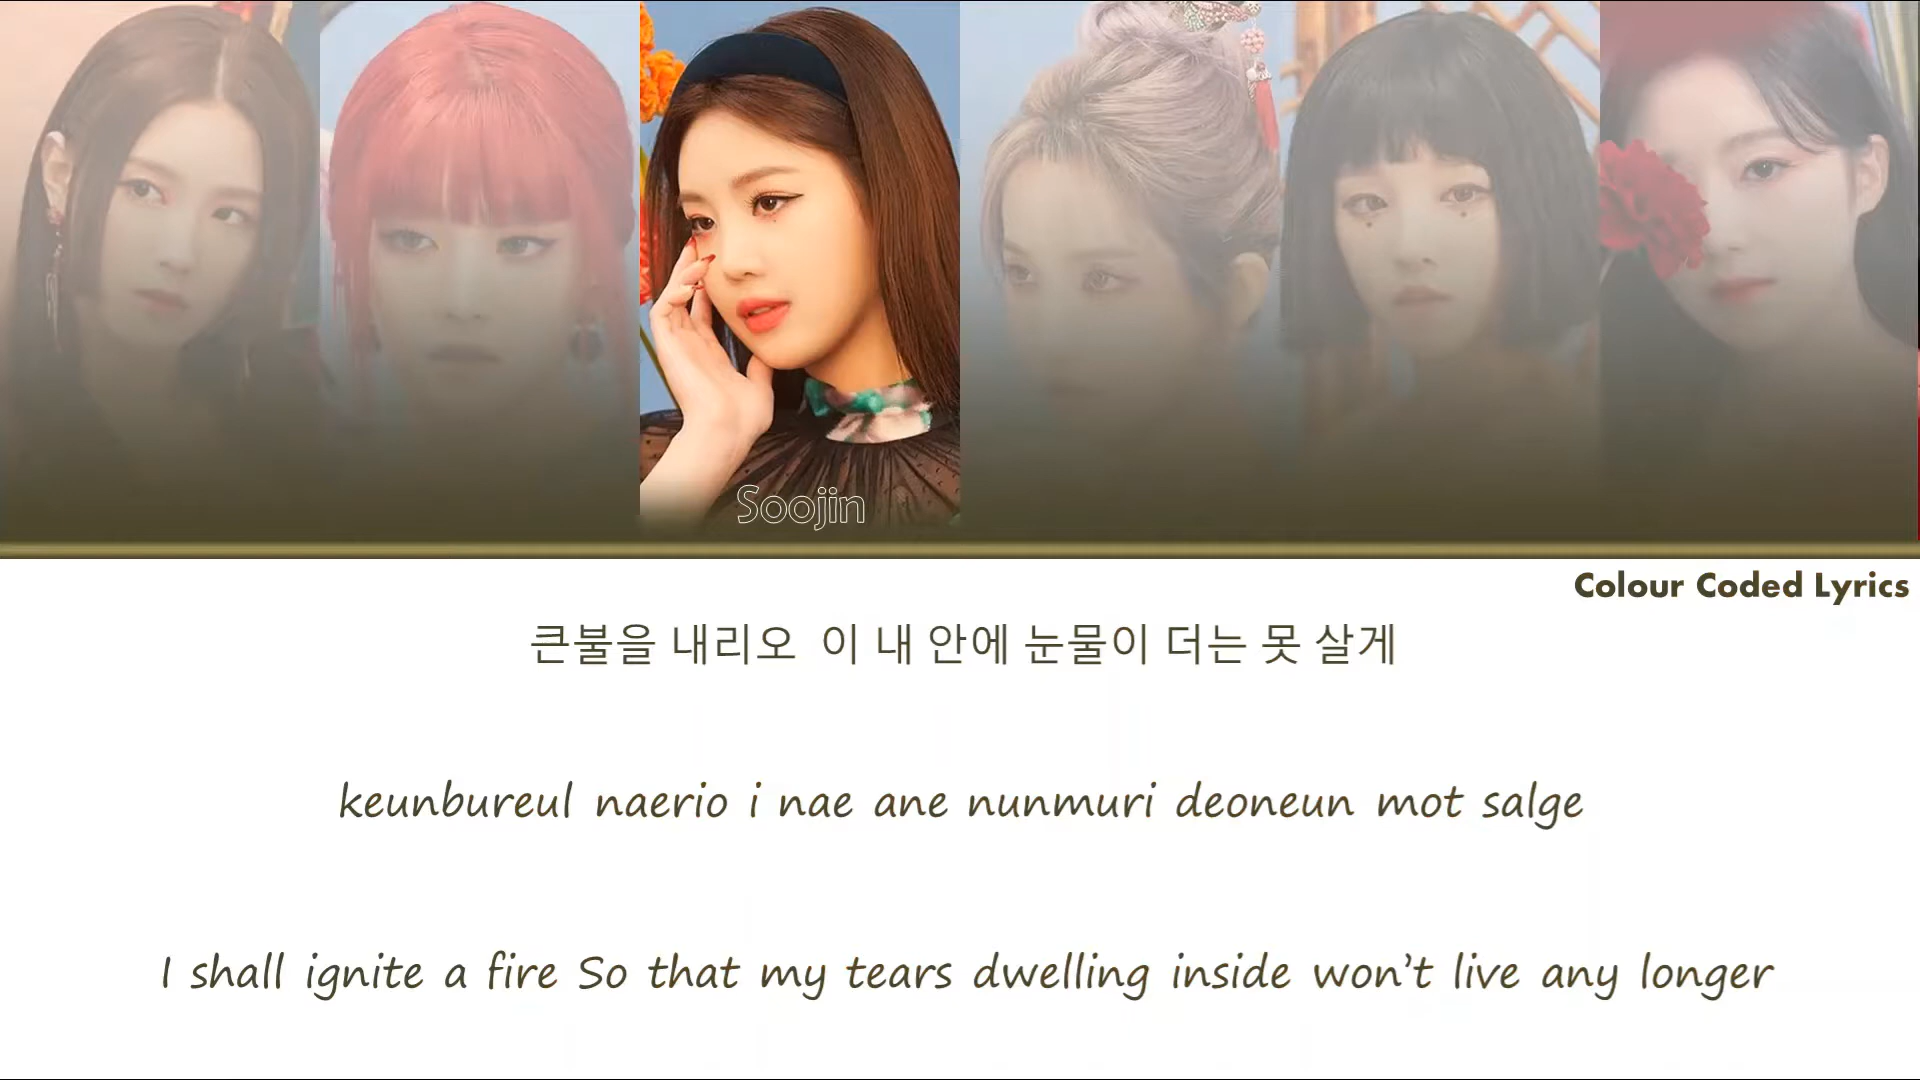 Soojin
Colour Coded Lyrics
큰불을 내리오 이 내 안에 눈물이 더는 못 살게
keunbureul naerio i nae ane nunmuri deoneun mot salge
I shall ignite a fire So that my tears dwelling inside won’t live any longer